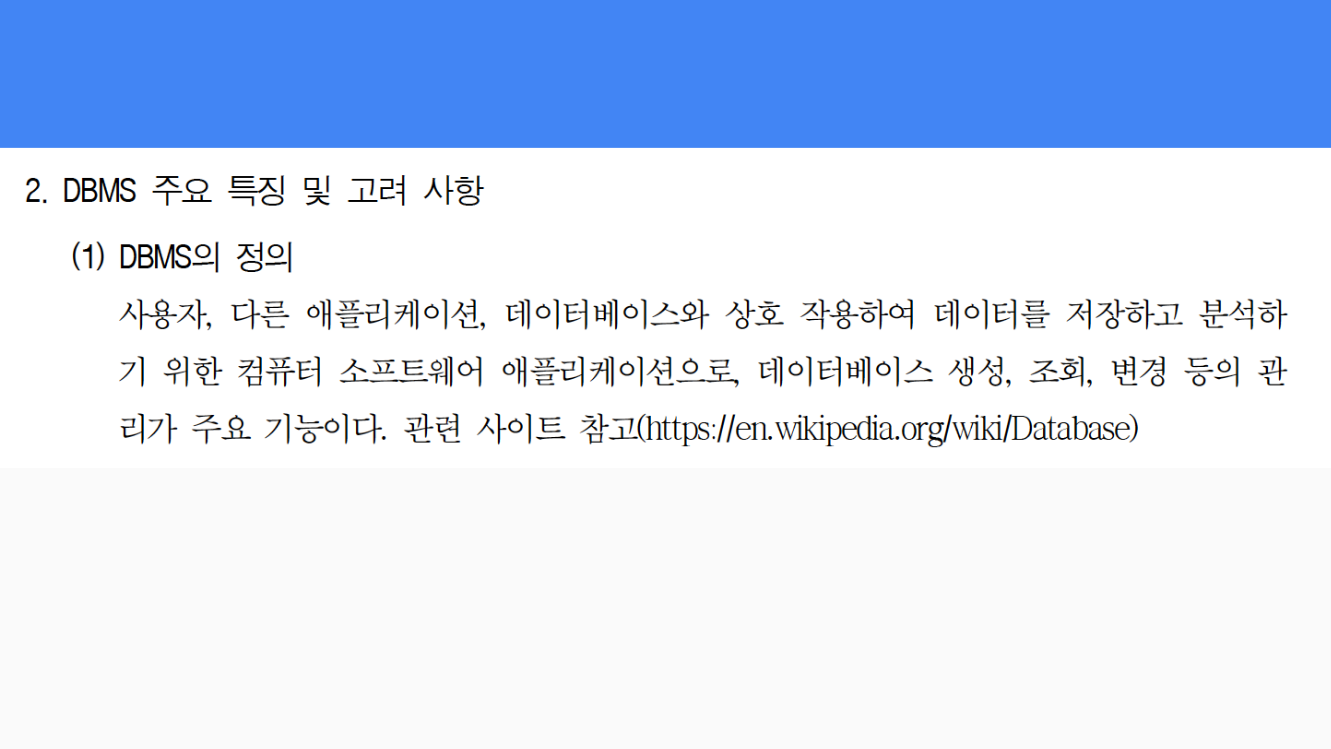 2. DBMS 주요 특징 및 고려 사항
(1) DBMS의 정의
사용자, 다른 애플리케이션, 데이터베이스와 상호 작용하여 데이터를 저장하고 분석하
기 위한 컴퓨터 소프트웨어 애플리케이션으로, 데이터베이스 생성, 조회, 변경 등의 관
리가 주요 기능이다. 관련 사이트 참고(https://en.wikipedia.org/wiki/Database)